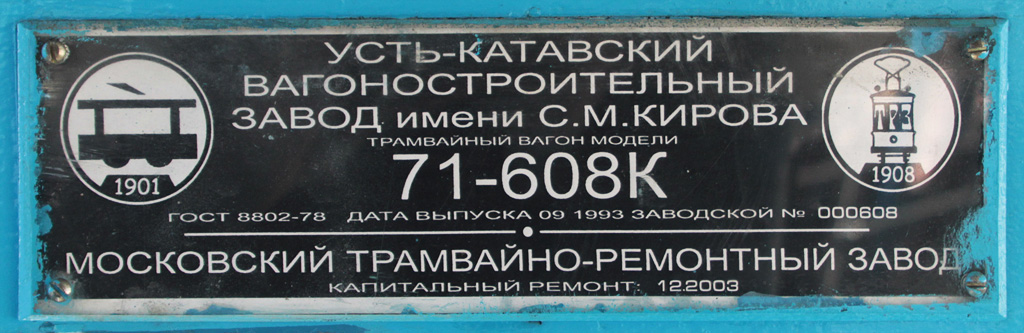 УСТЬ-КАТАВСКИЙ
ВАГОНОСТРОИТЕЛЬНЫЙ
ЗАВОД имени С.М.КИРОВА
ТРАМВАЙНЫЙ ВАГОН МОДЕЛИ
71-608К
1901
ТРЗ
1908
ГОСТ 8802-78 ДАТА ВЫПУСКА 09 1993 ЗАВОДСКОЙ № 000608
МОСКОВСКИЙ ТРАМВАЙНО-РЕМОНТНЫЙ ЗАВОД
КАПИТАЛЬНЫЙ РЕМОНТ: 12.2003